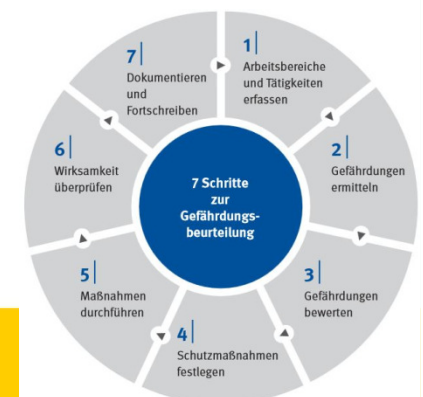 7 Schritte
zur
Gefährdungs-
beurteilung
1
Arbeitsbereiche
und Tätigkeiten
erfassen
2
Gefährdungen
ermitteln
3
Gefährdungen
bewerten
4
Schutzmaßnahmen
festlegen
5
Maßnahmen
durchführen
6
Wirksamkeit
überprüfen
7
Dokumentieren
und
Fortschreiben